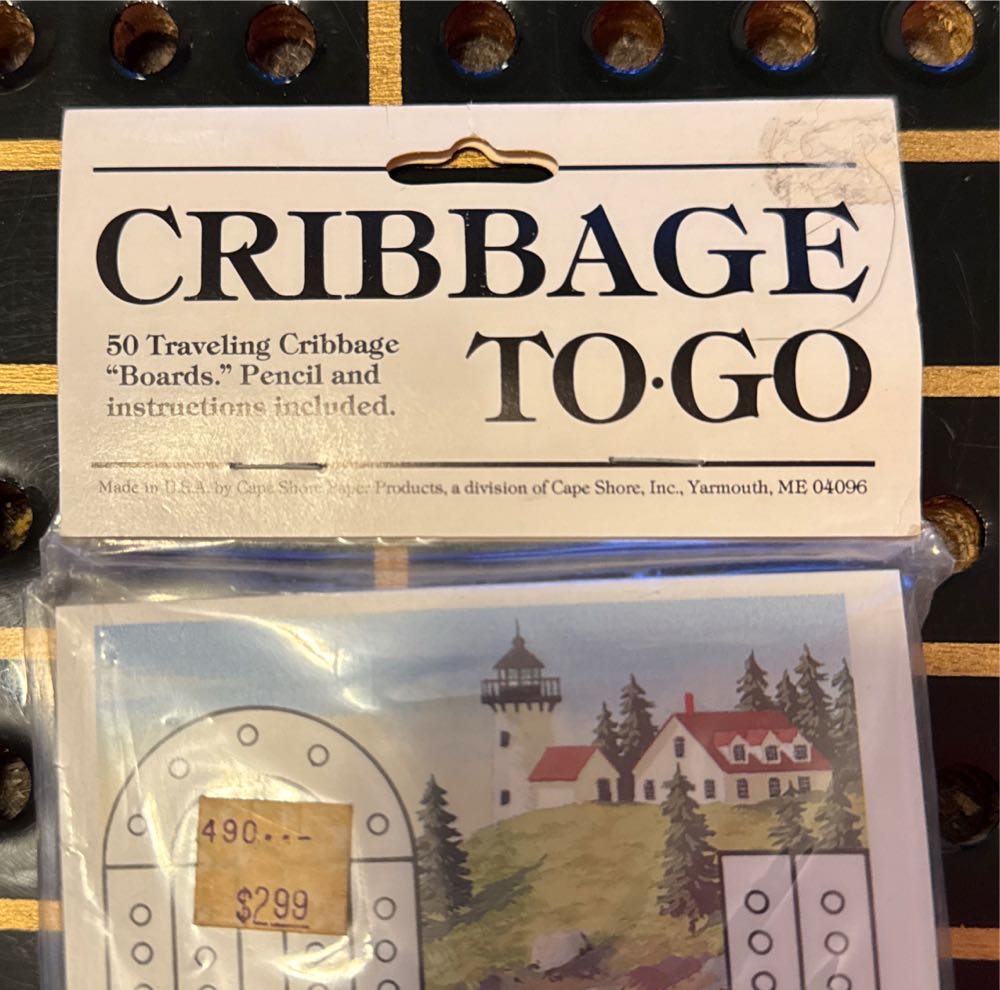 CRIBBAGE
TO·GO
50 Traveling Cribbage
“Boards.” Pencil and
instructions included.
Made in U.S.A. by Cape Shore Paper Products, a division of Cape Shore, Inc., Yarmouth, ME 04096
490..-
$299